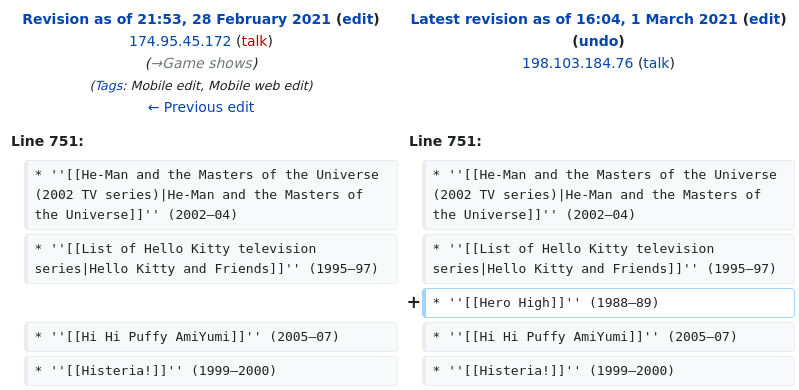 Revision as of 21:53, 28 February 2021 (edit)
174.95.45.172 (talk)
(→Game shows)
(Tags: Mobile edit, Mobile web edit)
← Previous edit
Latest revision as of 16:04, 1 March 2021 (edit)
(undo)
198.103.184.76 (talk)
Line 751:
* ''[[He-Man and the Masters of the Universe
(2002 TV series)|He-Man and the Masters of
the Universe]]'' (2002–04)
* ''[[List of Hello Kitty television
series|Hello Kitty and Friends]]'' (1995–97)
* ''[[Hi Hi Puffy AmiYumi]]'' (2005–07)
* ''[[Histeria!]]'' (1999–2000)
Line 751:
* ''[[He-Man and the Masters of the Universe
(2002 TV series)|He-Man and the Masters of
the Universe]]'' (2002–04)
* ''[[List of Hello Kitty television
series|Hello Kitty and Friends]]'' (1995–97)
+ * ''[[Hero High]]'' (1988–89)
* ''[[Hi Hi Puffy AmiYumi]]'' (2005–07)
* ''[[Histeria!]]'' (1999–2000)